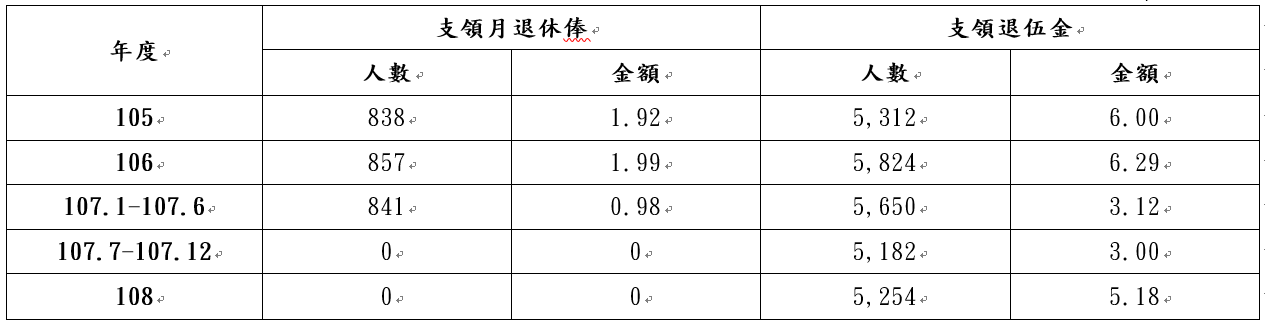 年度 支領月退休俸 支領退伍金
人數 金額 人數 金額
105 838 1.92 5,312 6.00
106 857 1.99 5,824 6.29
107.1-107.6 841 0.98 5,650 3.12
107.7-107.12 0 0 5,182 3.00
108 0 0 5,254 5.18